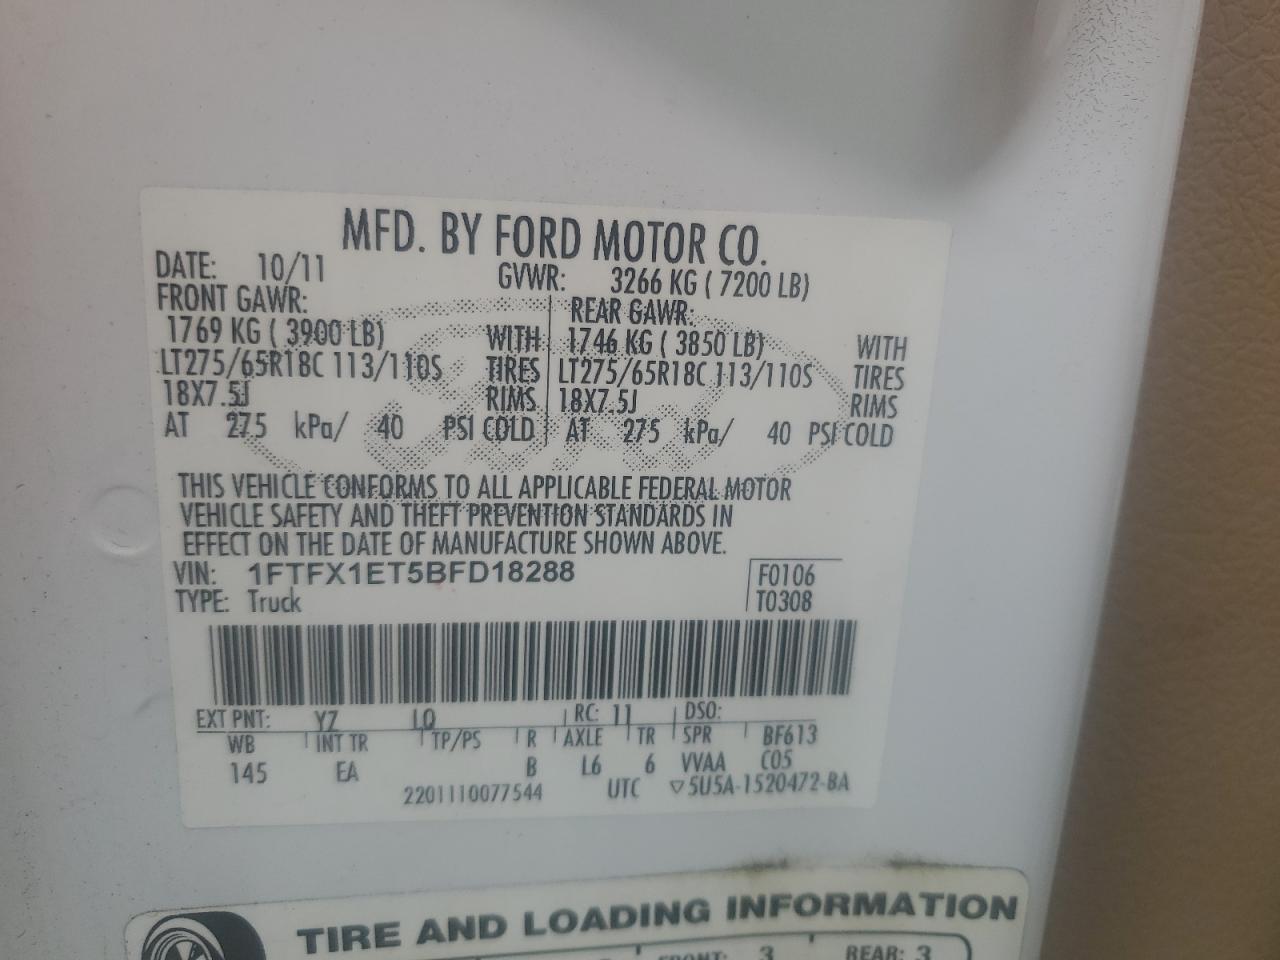 MFD. BY FORD MOTOR CO.
DATE: 10/11 GVWR: 3266 KG ( 7200 LB)
FRONT GAWR: REAR GAWR:
1769 KG ( 3900 LB) WITH 1746 KG ( 3850 LB) WITH
LT275/65R18C 113/110S TIRES LT275/65R18C 113/110S TIRES
18X7.5J RIMS 18X7.5J RIMS
AT 275 kPa/ 40 PSI COLD AT 275 kPa/ 40 PSI COLD
THIS VEHICLE CONFORMS TO ALL APPLICABLE FEDERAL MOTOR
VEHICLE SAFETY AND THEFT PREVENTION STANDARDS IN
EFFECT ON THE DATE OF MANUFACTURE SHOWN ABOVE.
VIN: 1FTFX1ET5BFD18288 F0106
TYPE: Truck T0308
EXT PNT: YZ LQ RC: 11 DSO:
WB INT TR TP/PS R AXLE TR SPR BF613
145 EA B L6 6 VVAA C05
2201110077544 UTC ▽5U5A-1520472-BA
TIRE AND LOADING INFORMATION
FRONT: 3 REAR: 3